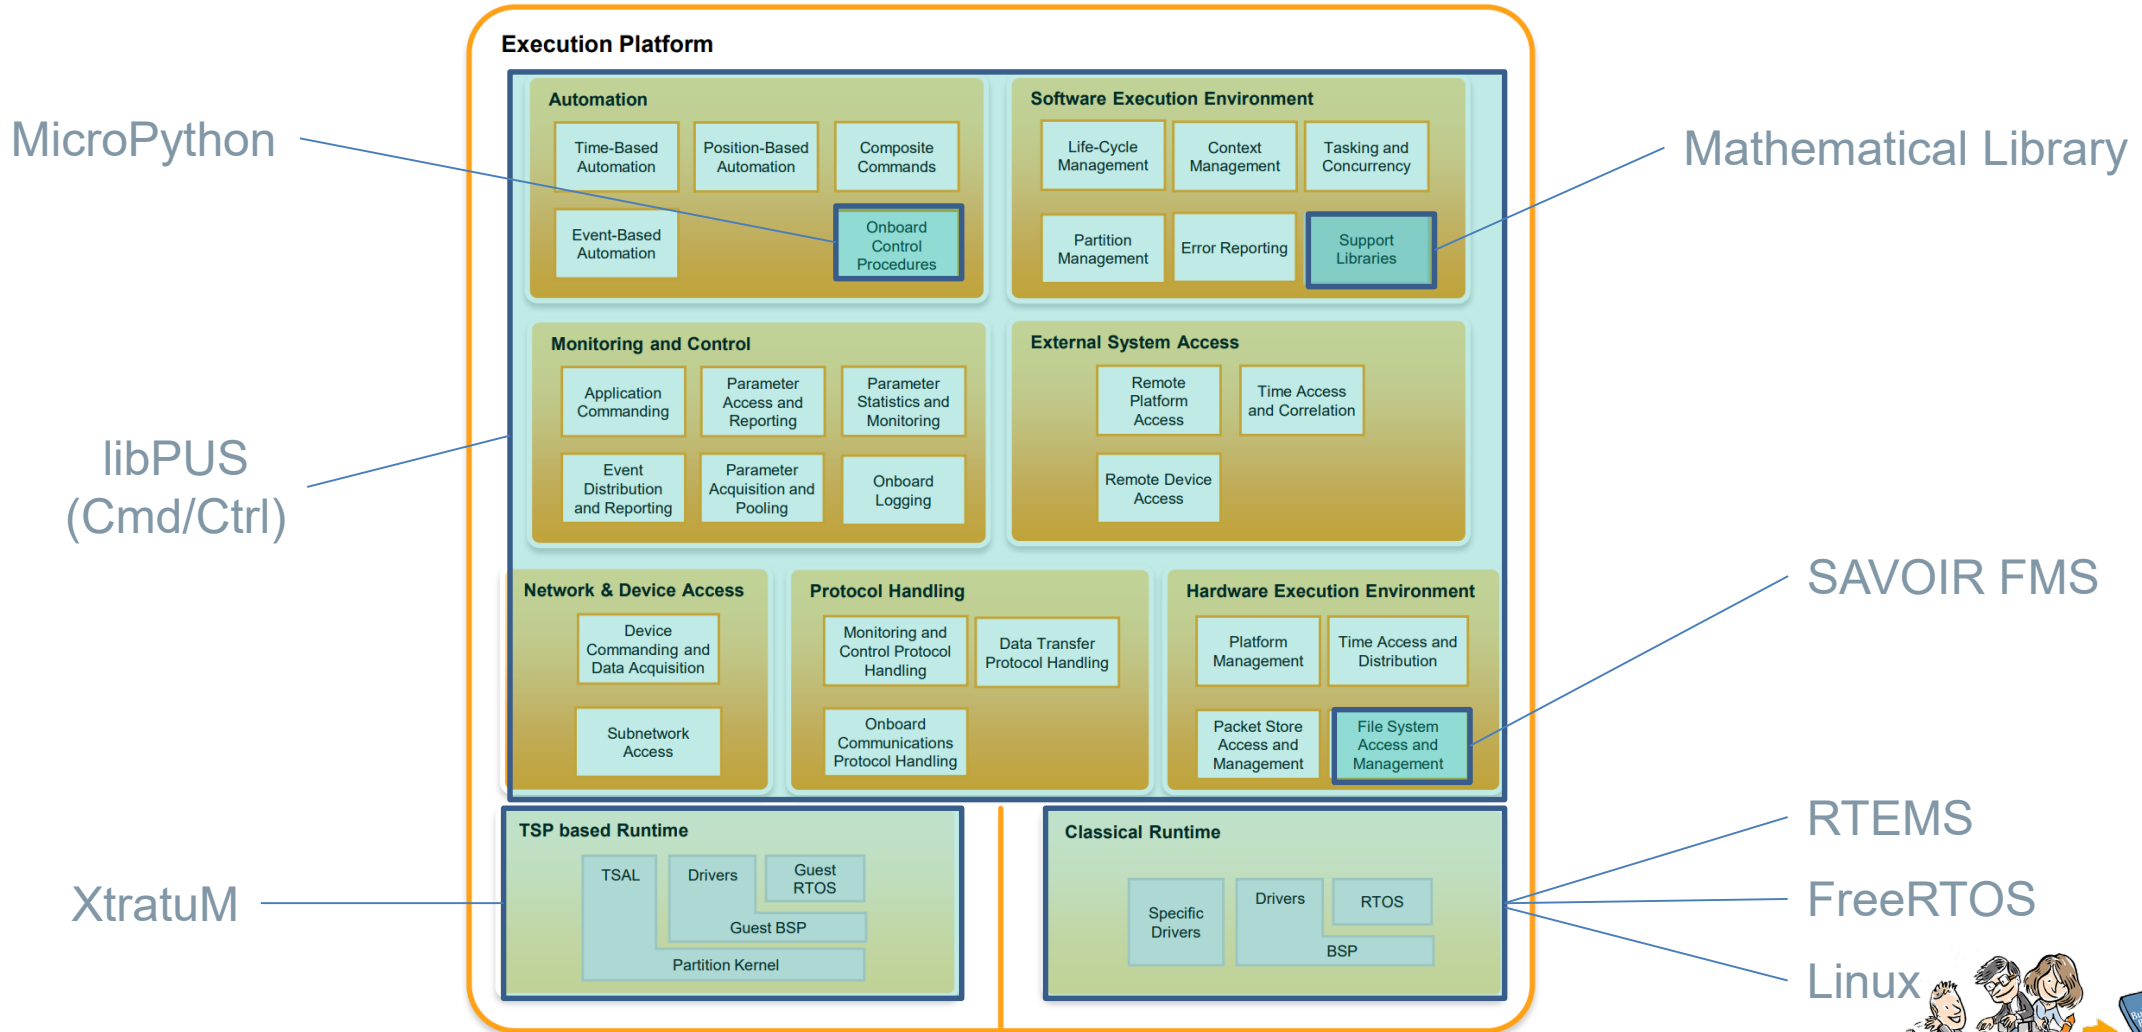 Execution Platform
Automation
Time-Based
Automation
Position-Based
Automation
Composite
Commands
Event-Based
Automation
Onboard
Control
Procedures
Software Execution Environment
Life-Cycle
Management
Context
Management
Tasking and
Concurrency
Partition
Management
Error Reporting
Support
Libraries
MicroPython
Mathematical Library
Monitoring and Control
Application
Commanding
Parameter
Access and
Reporting
Parameter
Statistics and
Monitoring
Event
Distribution
and Reporting
Parameter
Acquisition and
Pooling
Onboard
Logging
External System Access
Remote
Platform
Access
Time Access
and Correlation
Remote Device
Access
libPUS
(Cmd/Ctrl)
Network & Device Access
Device
Commanding and
Data Acquisition
Subnetwork
Access
Protocol Handling
Monitoring and
Control Protocol
Handling
Data Transfer
Protocol Handling
Onboard
Communications
Protocol Handling
Hardware Execution Environment
Platform
Management
Time Access and
Distribution
Packet Store
Access and
Management
File System
Access and
Management
SAVOIR FMS
TSP based Runtime
TSAL
Drivers
Guest
RTOS
Guest BSP
Partition Kernel
Classical Runtime
Specific
Drivers
Drivers
RTOS
BSP
XtratuM
RTEMS
FreeRTOS
Linux